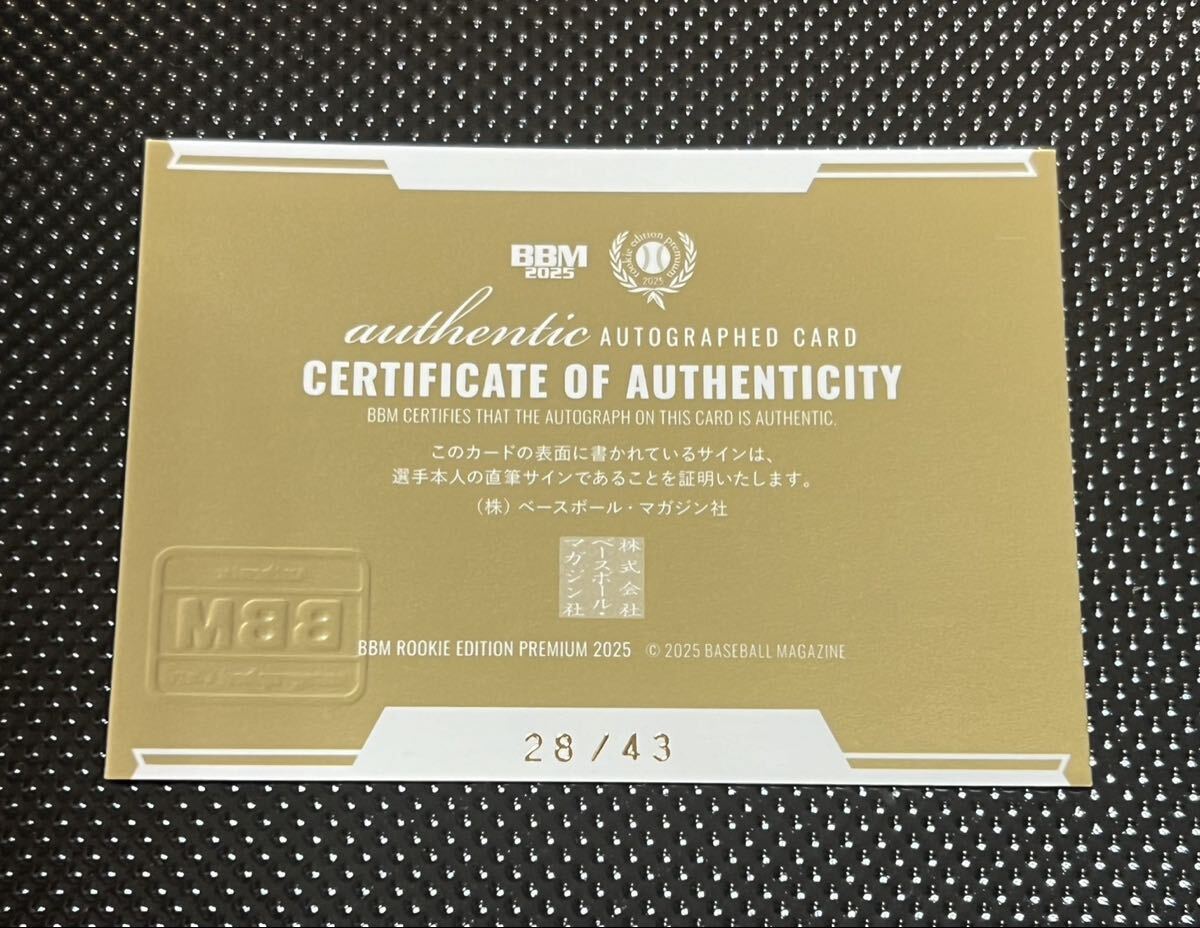 BBM
2025
rookie edition premium
2025
authentic AUTOGRAPHED CARD
CERTIFICATE OF AUTHENTICITY
BBM CERTIFIES THAT THE AUTOGRAPH ON THIS CARD IS AUTHENTIC.
このカードの表面に書かれているサインは、
選手本人の直筆サインであることを証明いたします。
(株) ベースボール・マガジン社
株式会社
ベースボール・
マガジン社
BBM
BBM ROOKIE EDITION PREMIUM 2025 © 2025 BASEBALL MAGAZINE
28/43